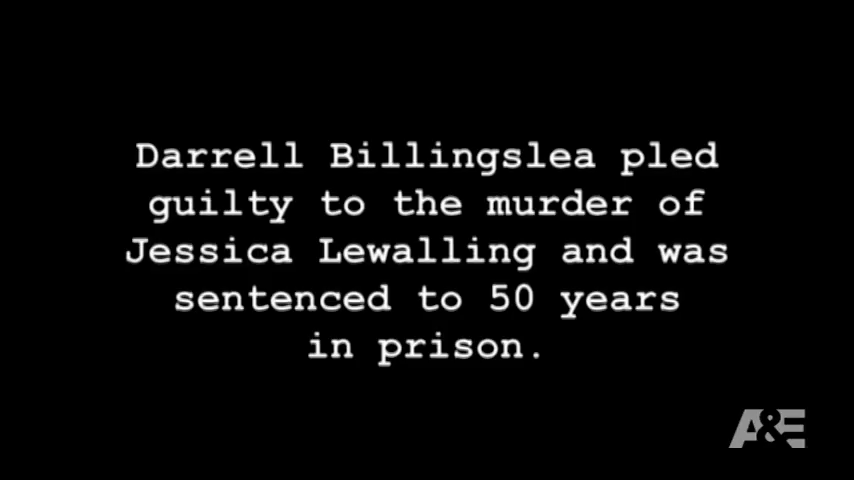 Darrell Billingslea pled
guilty to the murder of
Jessica Lewalling and was
sentenced to 50 years
in prison.
A&E